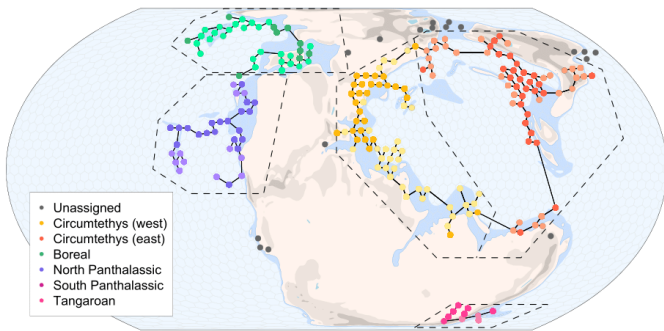 Unassigned
Circumtethys (west)
Circumtethys (east)
Boreal
North Panthalassic
South Panthalassic
Tangaroan